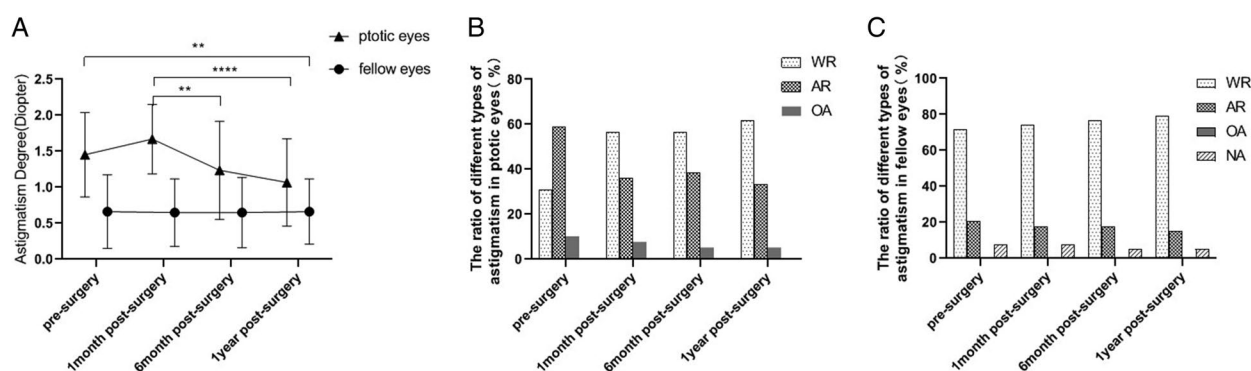 A
**
****
**
ptotic eyes
fellow eyes
Astigmatism Degree(Diopter)
2.5
2.0
1.5
1.0
0.5
0.0
pre-surgery
1month post-surgery
6month post-surgery
1year post-surgery
B
The ratio of different types of
astigmatism in ptotic eyes( %)
80
60
40
20
0
WR
AR
OA
pre-surgery
1month post-surgery
6month post-surgery
1year post-surgery
C
The ratio of different types of
astigmatism in fellow eyes( %)
100
80
60
40
20
0
WR
AR
OA
NA
pre-surgery
1month post-surgery
6month post-surgery
1year post-surgery